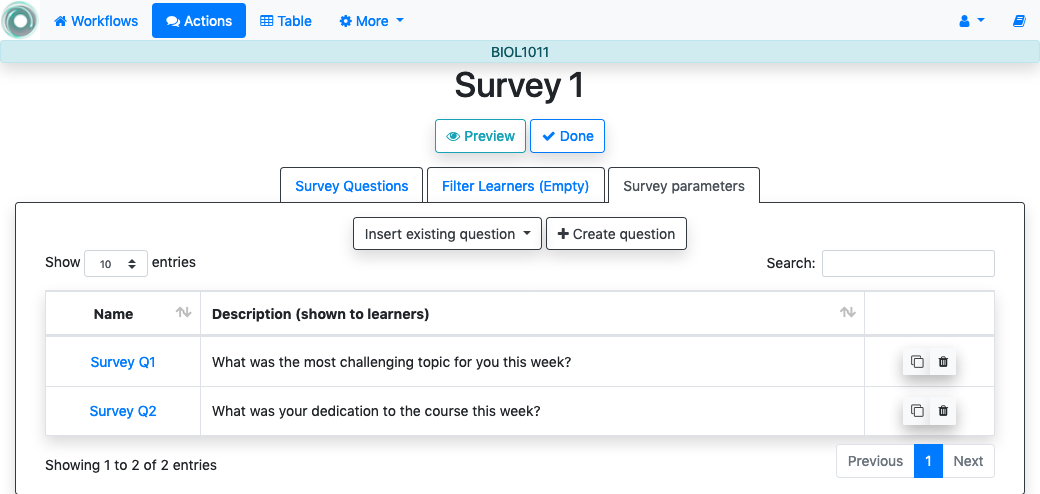 Workflows Actions Table More
BIOL1011
Survey 1
Preview Done
Survey Questions Filter Learners (Empty) Survey parameters
Insert existing question Create question
Show 10 entries Search:
Name Description (shown to learners)
Survey Q1 What was the most challenging topic for you this week?
Survey Q2 What was your dedication to the course this week?
Showing 1 to 2 of 2 entries Previous 1 Next